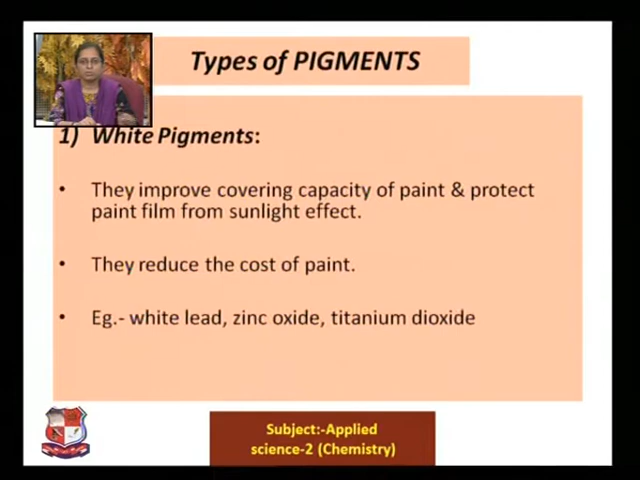 Types of PIGMENTS
1) White Pigments:
• They improve covering capacity of paint & protect
paint film from sunlight effect.
• They reduce the cost of paint.
• Eg.- white lead, zinc oxide, titanium dioxide
Subject:-Applied
science-2 (Chemistry)